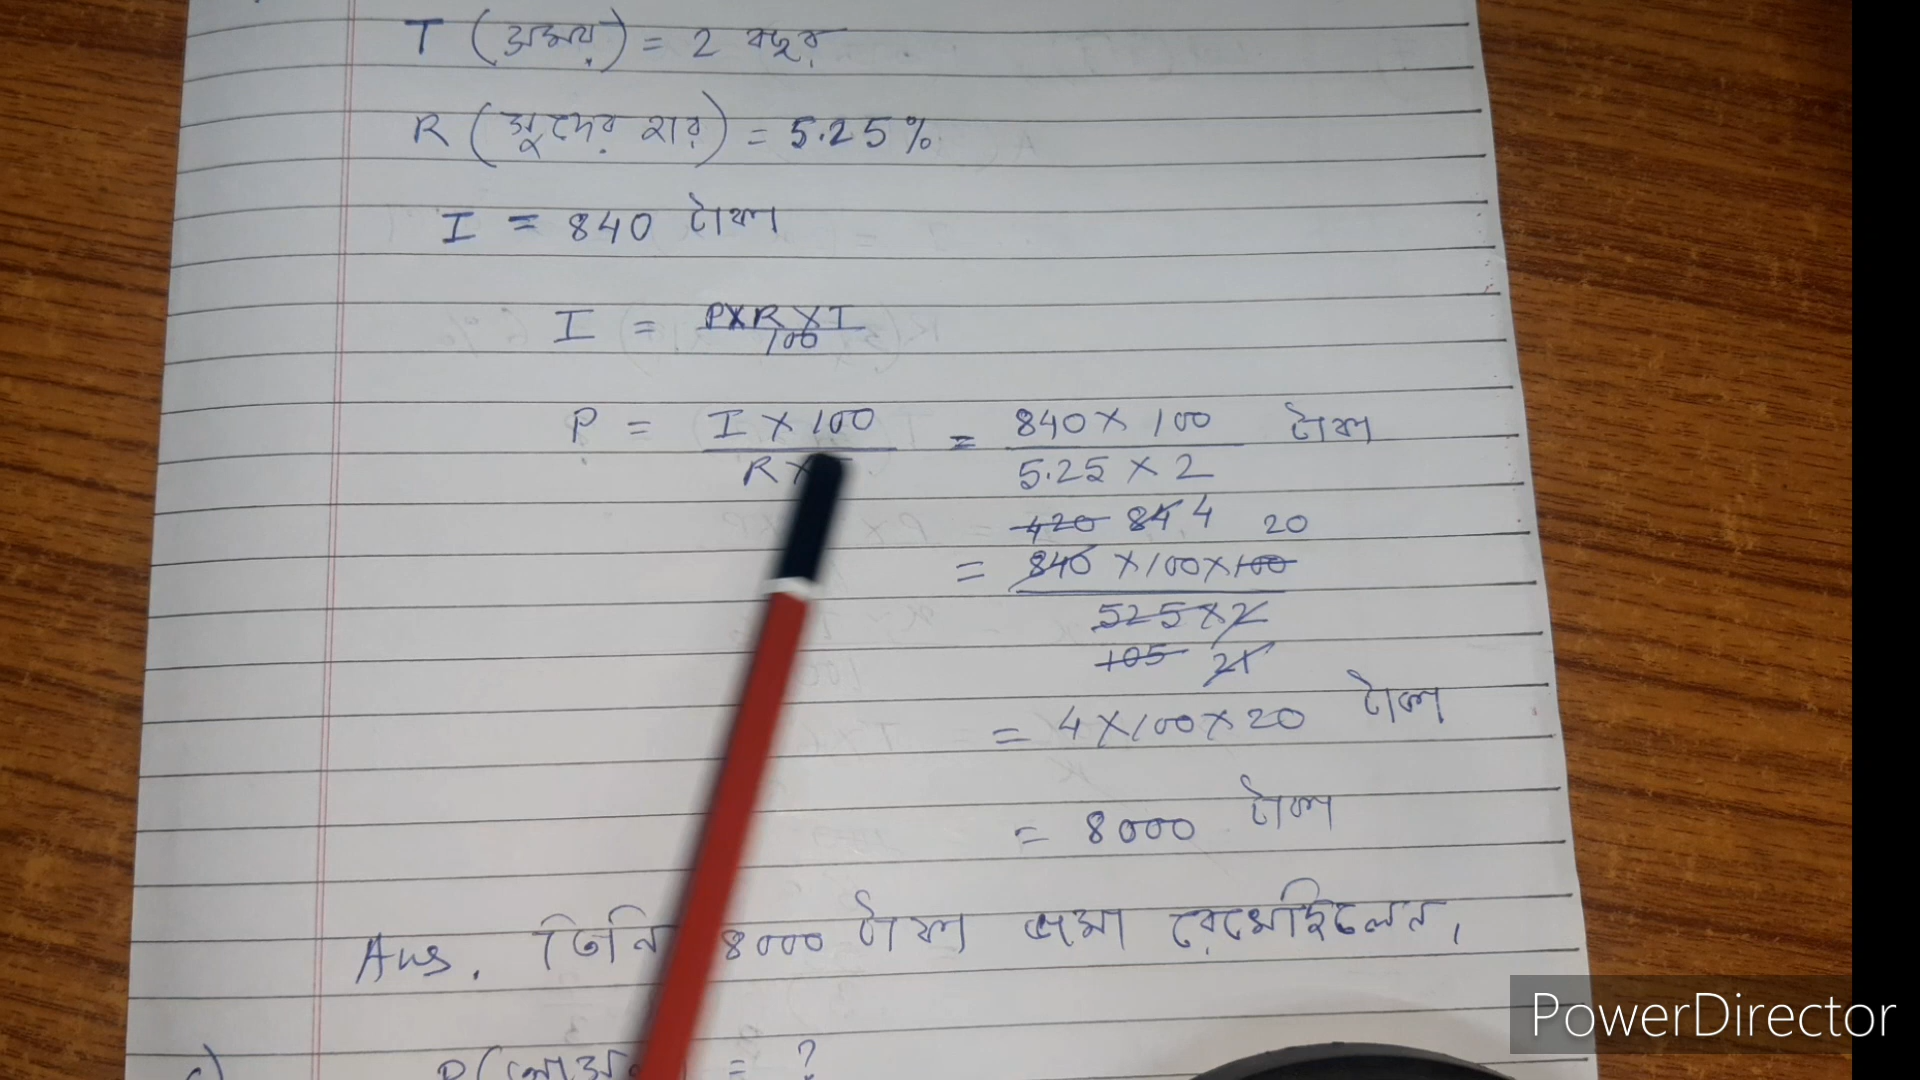 T (সময়) = 2 বছর
R (সুদের হার) = 5.25%
I = 840 টাকা
I = PXRXI / 100
P = I X 100 / R X = 840 X 100 / 5.25 X 2 টাকা
420 84 4 20
= 840 X 100 X 100 / 525 X 2
105 21
= 4 X 100 X 20 টাকা
= 8000 টাকা
Ans. তিনি 8000 টাকা জমা রেখেছিলেন,
= ?
PowerDirector